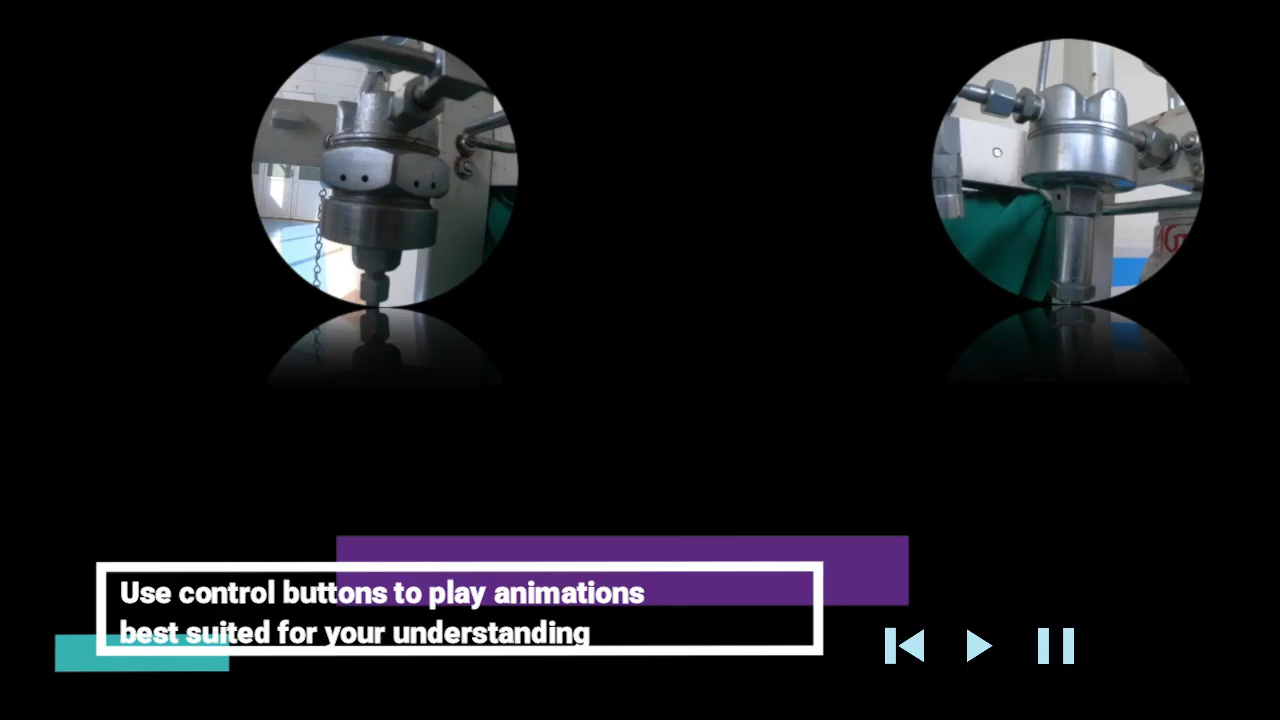 Use control buttons to play animations
best suited for your understanding